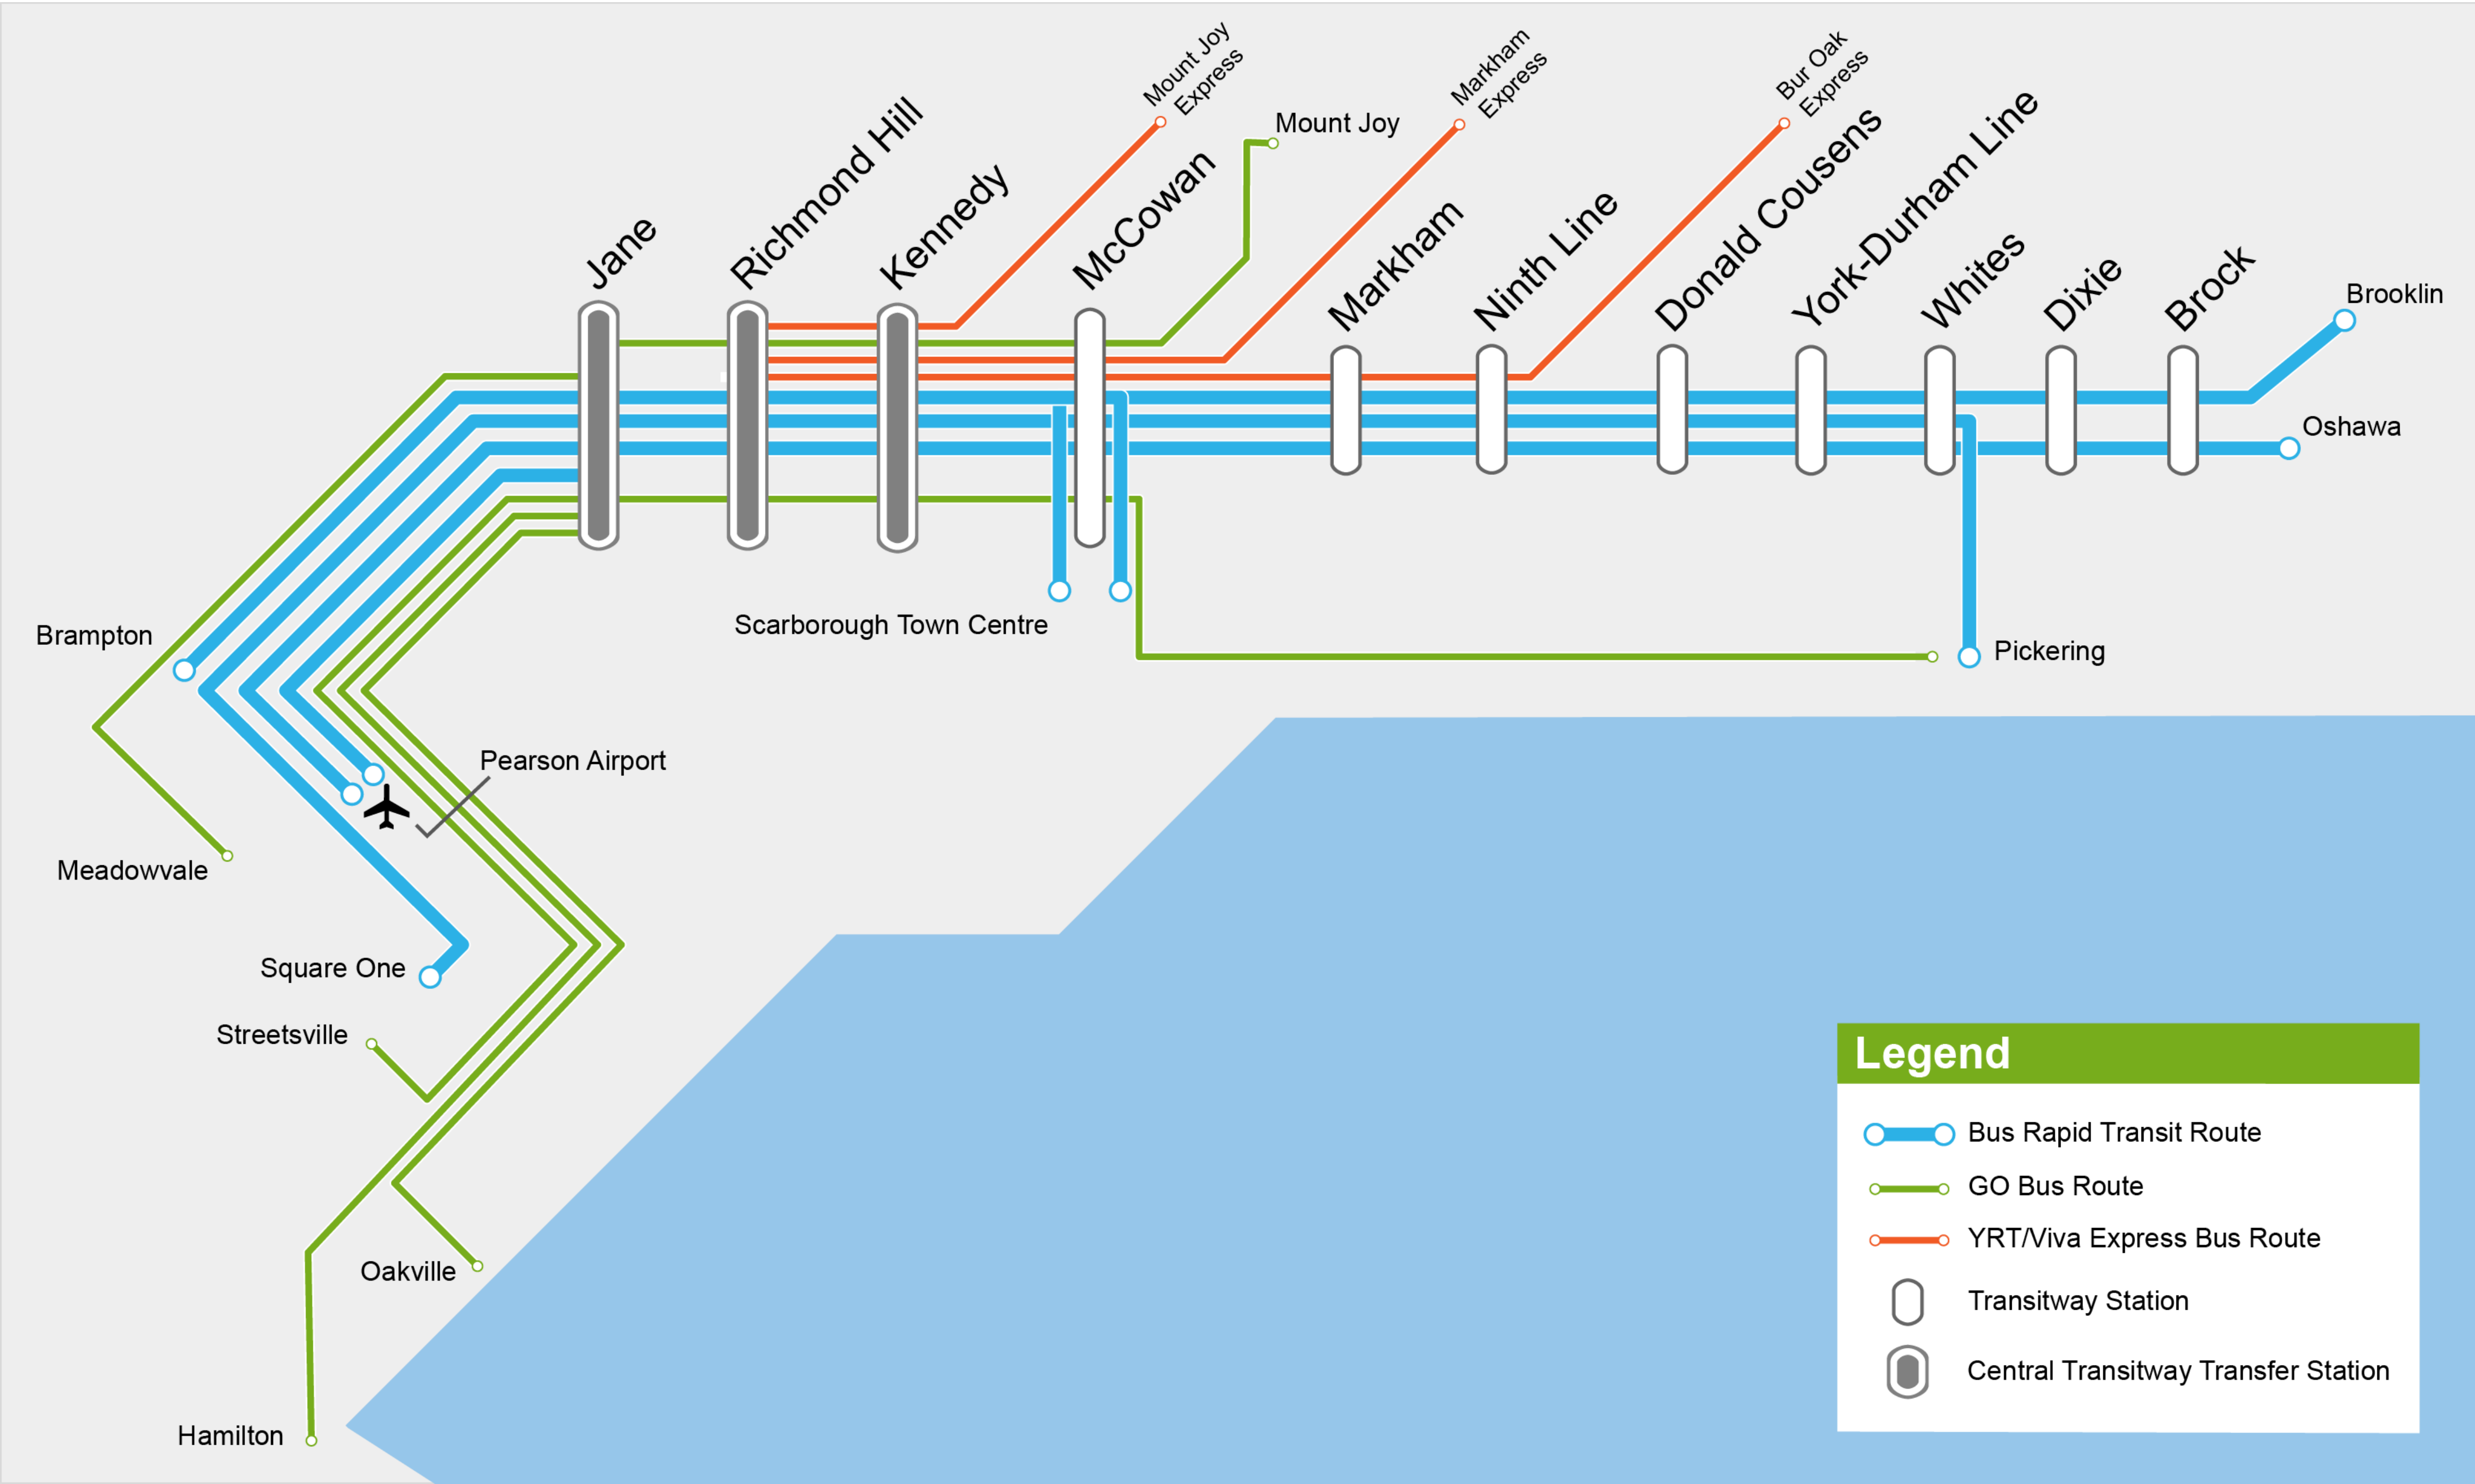 Mount Joy
Express
Markham
Express
Bur Oak
Express
Mount Joy
Jane
Richmond Hill
Kennedy
McCowan
Markham
Ninth Line
Donald Cousens
York-Durham Line
Whites
Dixie
Brock
Brooklin
Oshawa
Brampton
Scarborough Town Centre
Pickering
Pearson Airport
Meadowvale
Square One
Streetsville
Oakville
Hamilton
Legend
Bus Rapid Transit Route
GO Bus Route
YRT/Viva Express Bus Route
Transitway Station
Central Transitway Transfer Station